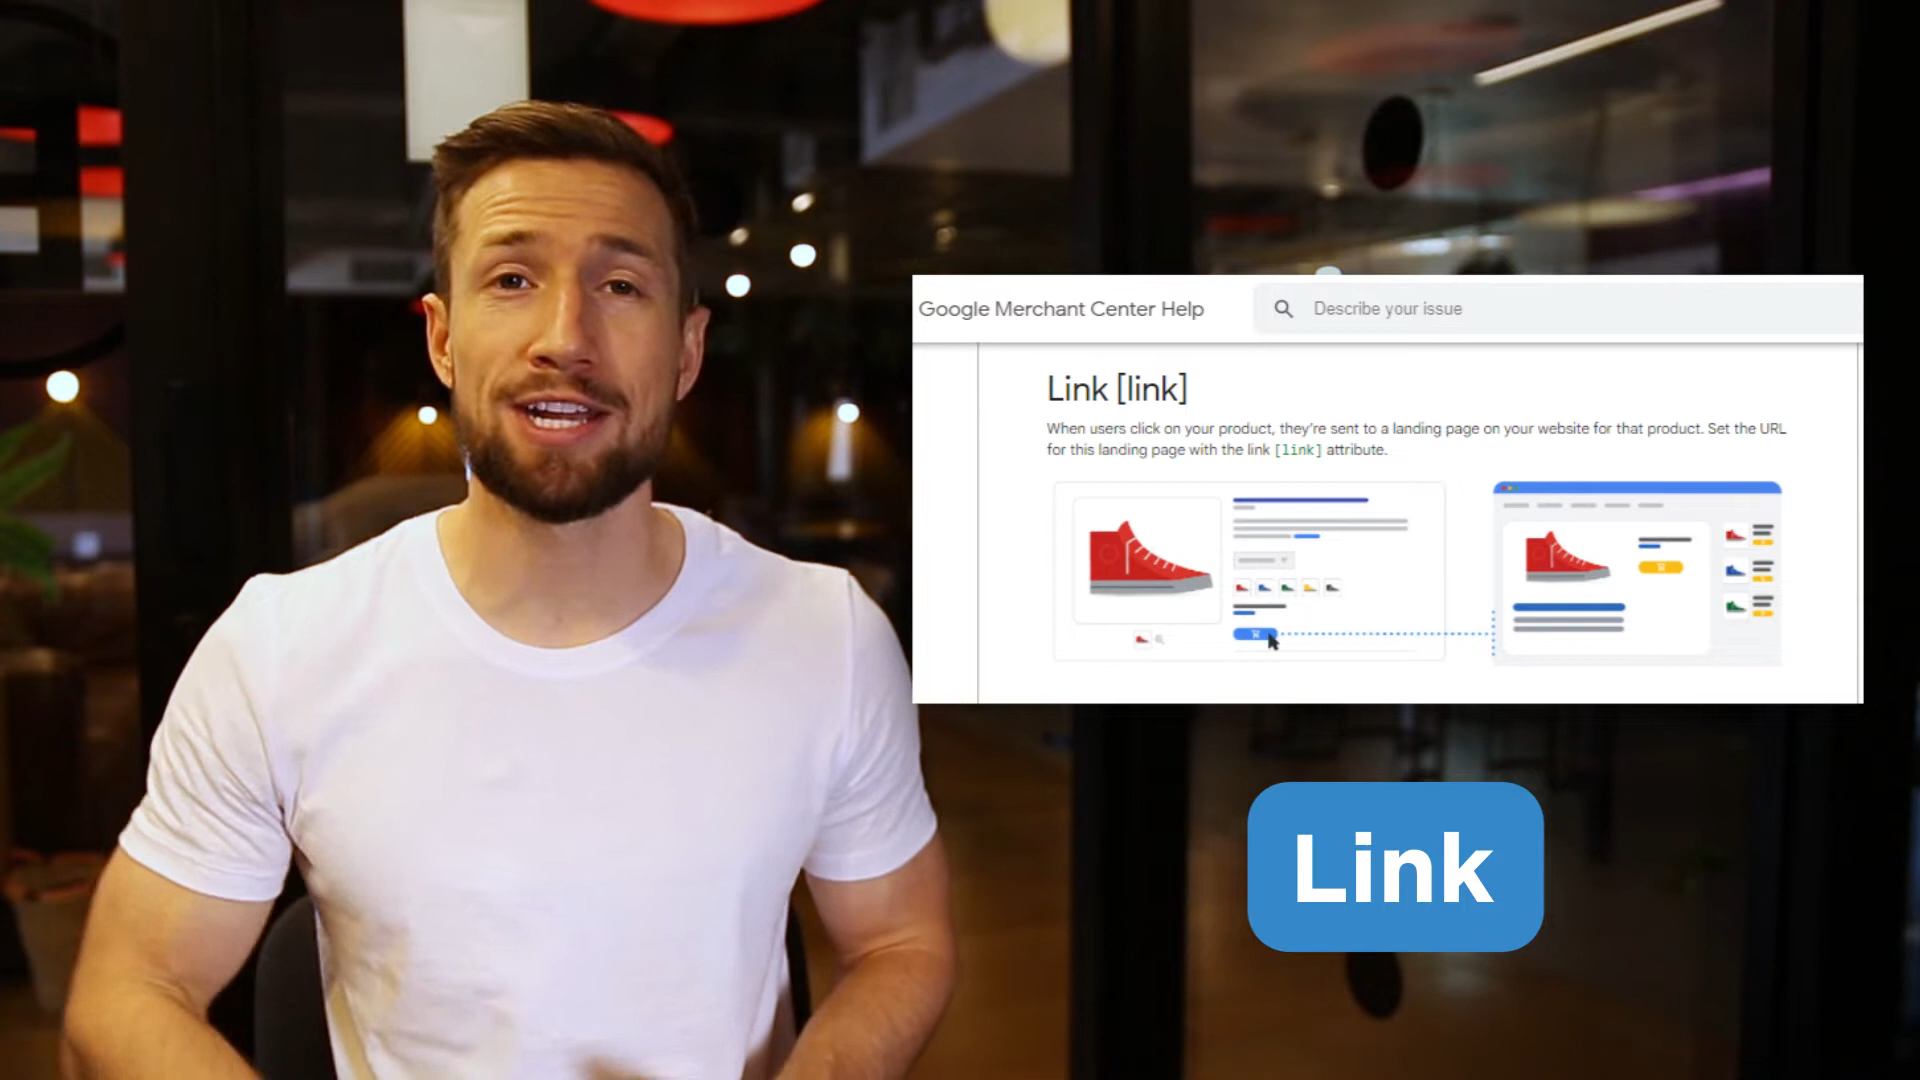 Google Merchant Center Help
Describe your issue
Link [link]
When users click on your product, they're sent to a landing page on your website for that product. Set the URL
for this landing page with the link [link] attribute.
Link